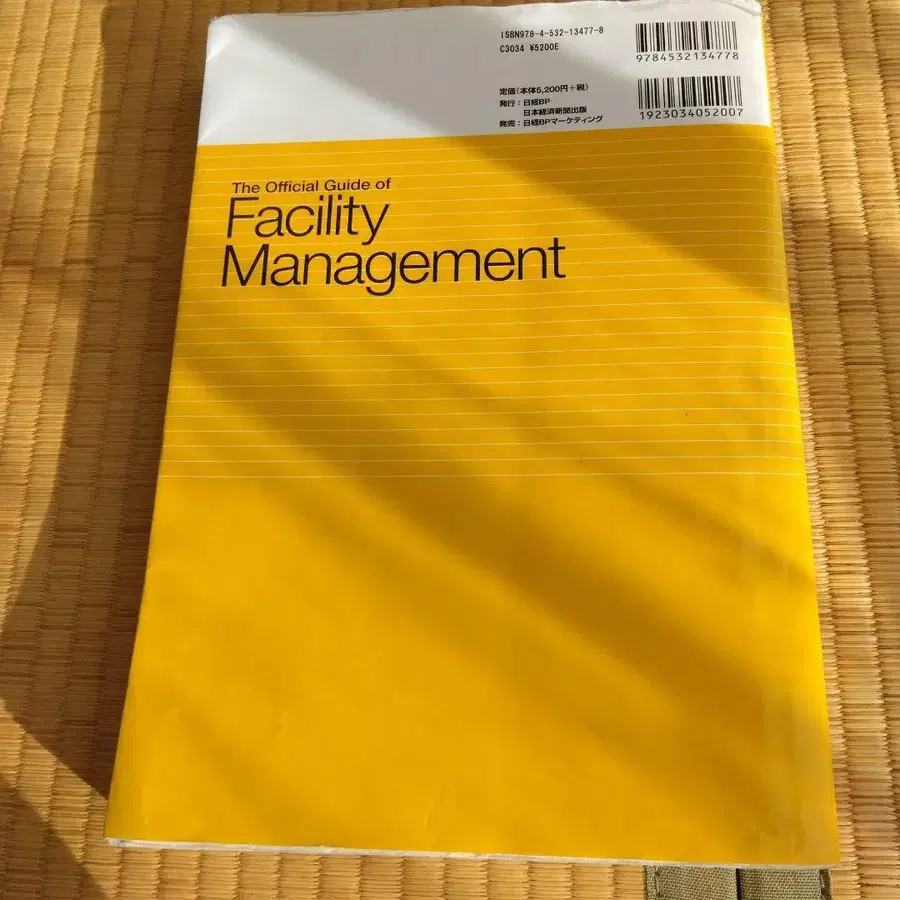 ISBN978-4-532-13477-8
C3034 ¥5200E
9784532134778
定価(本体5,200円+税)
発行:日経BP
日本経済新聞出版
発売:日経BPマーケティング
1923034052007
The Official Guide of
Facility
Management